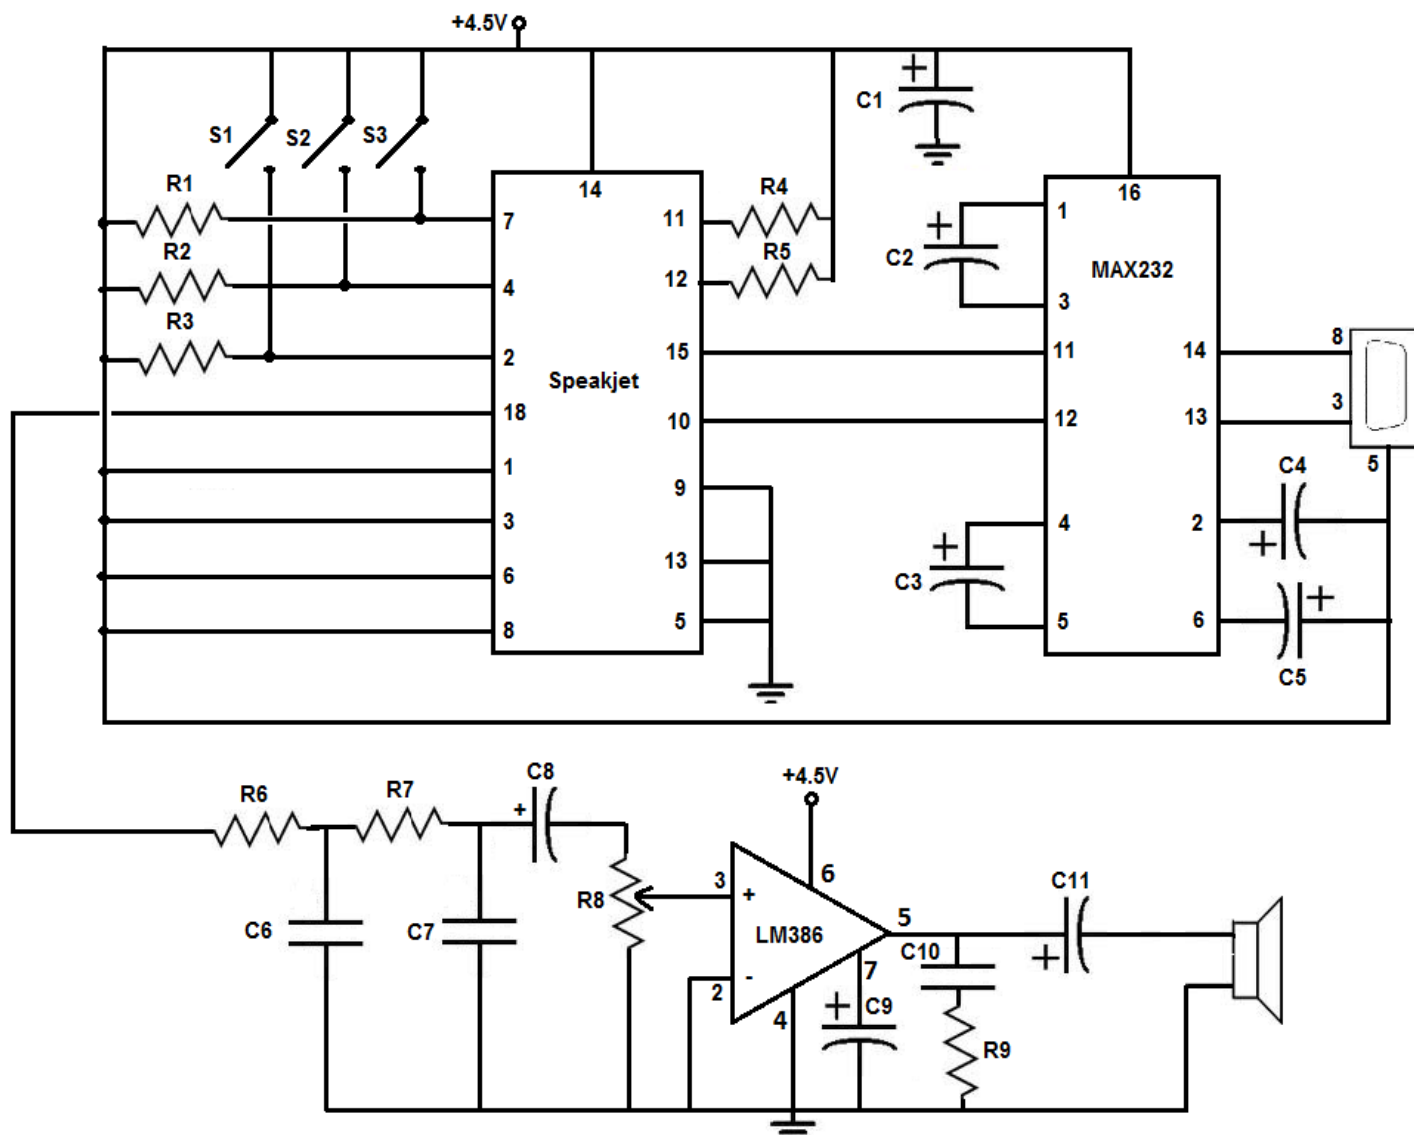 +4.5V
C1
S1 S2 S3
R1
R2
R3
14
7
4
2
18
1
3
6
8
Speakjet
11
12
15
10
9
13
5
R4
R5
+
+
C2
+
C3
16
MAX232
1
3
11
12
4
5
14
13
2
6
8
3
5
C4
+
+
C5
R6
R7
C8
+
C6
C7
R8
+4.5V
3
+
6
LM386
2
-
4
5
7
+
C9
C10
R9
C11
+